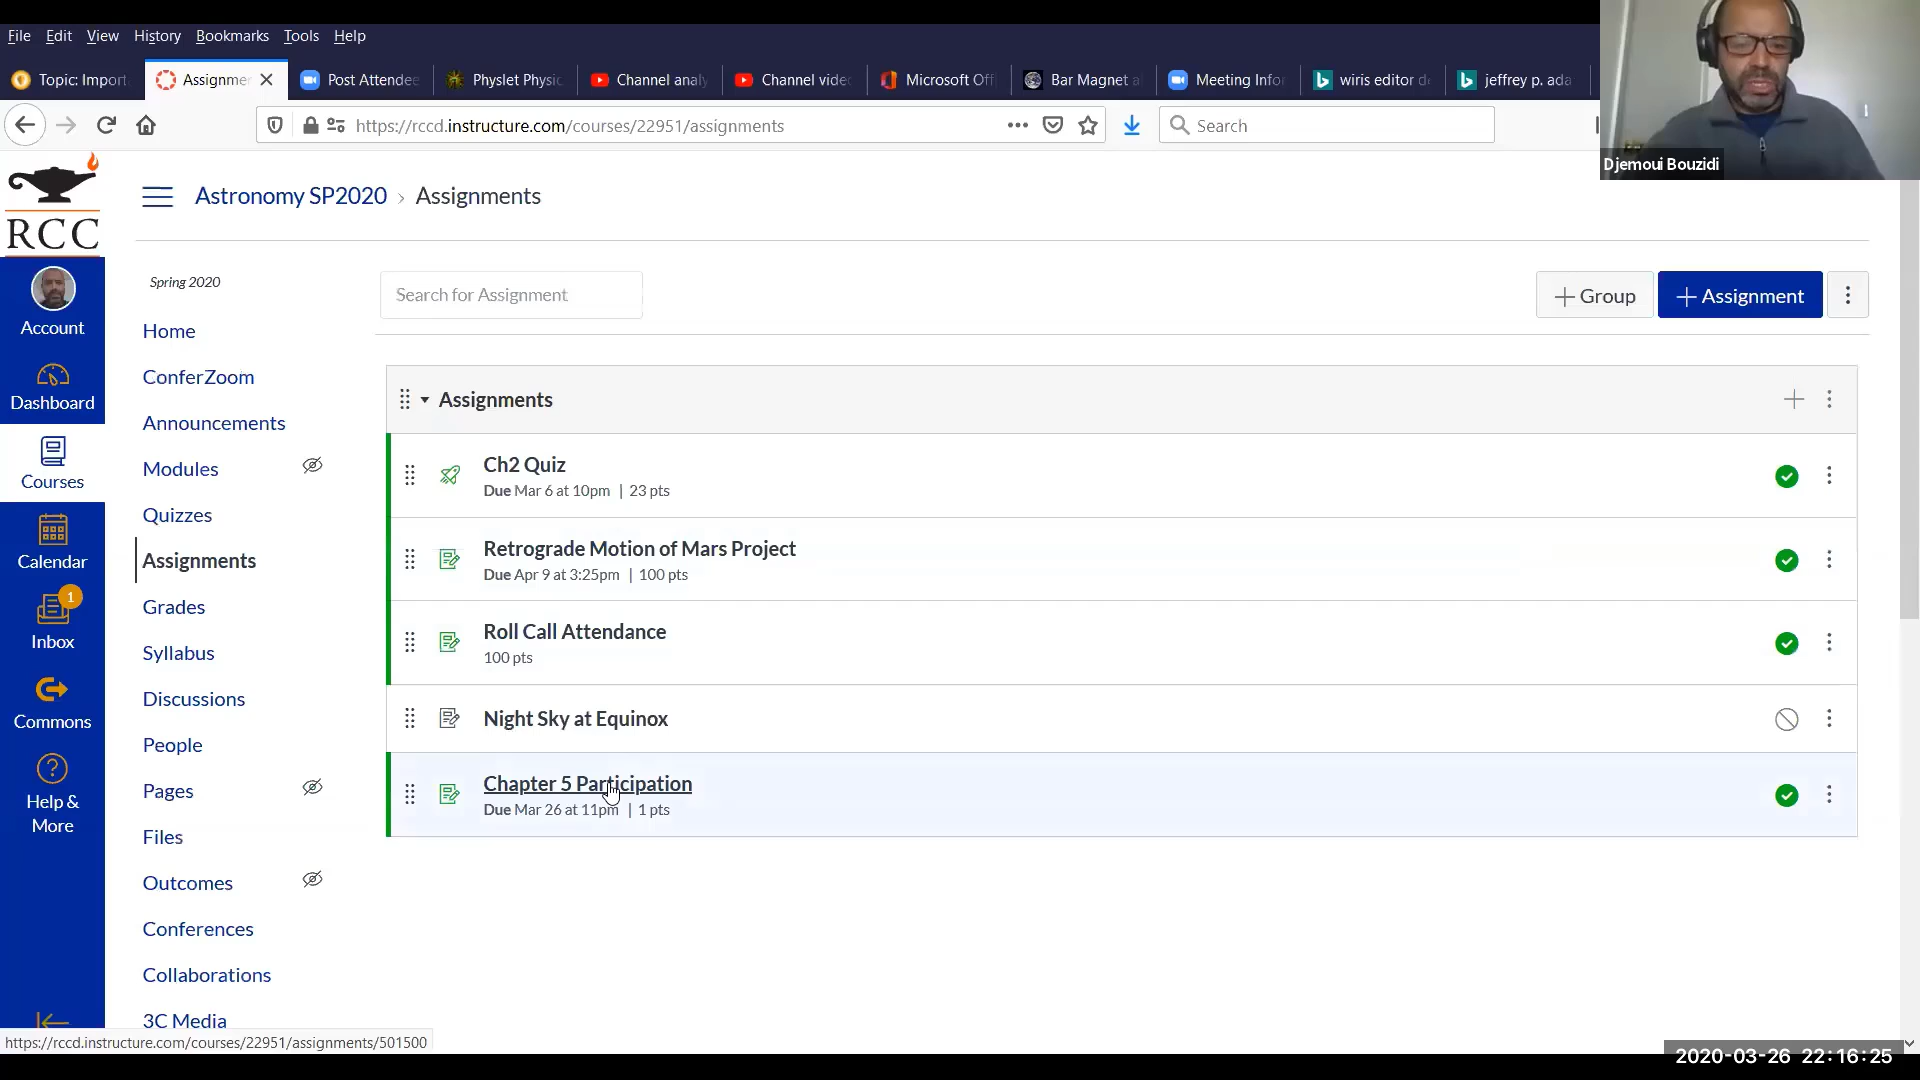 File Edit View History Bookmarks Tools Help
Topic: Import
Assignme
Post Attendee
Physlet Physic
Channel analy
Channel vide
Microsoft Off
Bar Magnet a
Meeting Info
wiris editor d
jeffrey p. ada
https://rccd.instructure.com/courses/22951/assignments
Search
Djemoui Bouzidi
RCC
Astronomy SP2020 › Assignments
Spring 2020
Search for Assignment
+ Group
+ Assignment
Account
Dashboard
Courses
Calendar
1
Inbox
Commons
Help &
More
Home
ConferZoom
Announcements
Modules
Quizzes
Assignments
Grades
Syllabus
Discussions
People
Pages
Files
Outcomes
Conferences
Collaborations
3C Media
Assignments
Ch2 Quiz
Due Mar 6 at 10pm | 23 pts
Retrograde Motion of Mars Project
Due Apr 9 at 3:25pm | 100 pts
Roll Call Attendance
100 pts
Night Sky at Equinox
Chapter 5 Participation
Due Mar 26 at 11pm | 1 pts
https://rccd.instructure.com/courses/22951/assignments/501500
2020-03-26 22:16:25